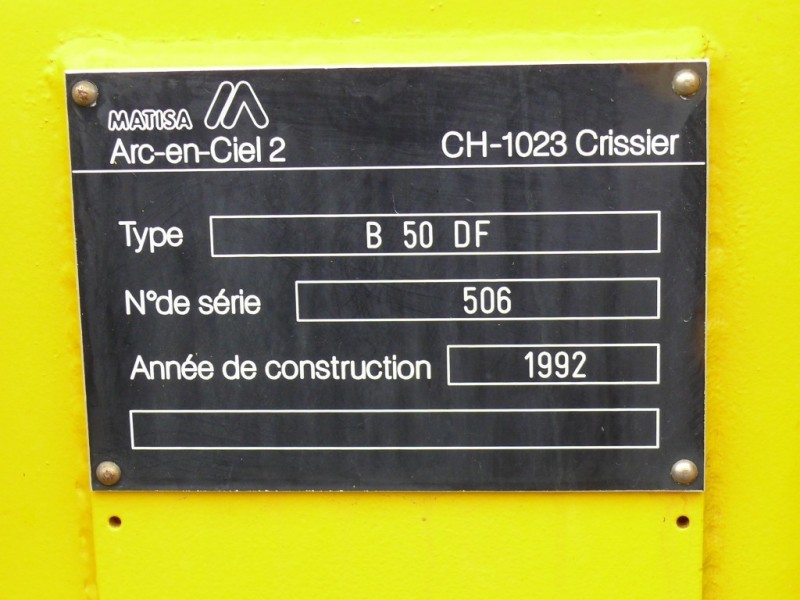 MATISA
Arc-en-Ciel 2 CH-1023 Crissier
Type B 50 DF
N°de série 506
Année de construction 1992